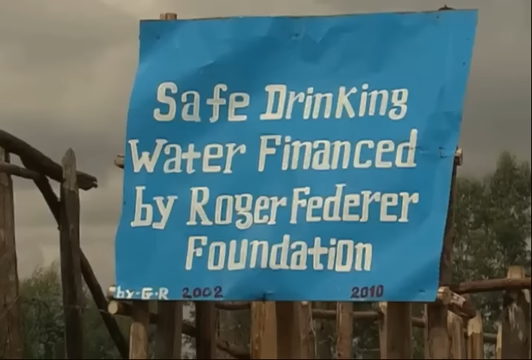 Safe Drinking
Water Financed
by Roger Federer
Foundation
by-G-R 2002 2010